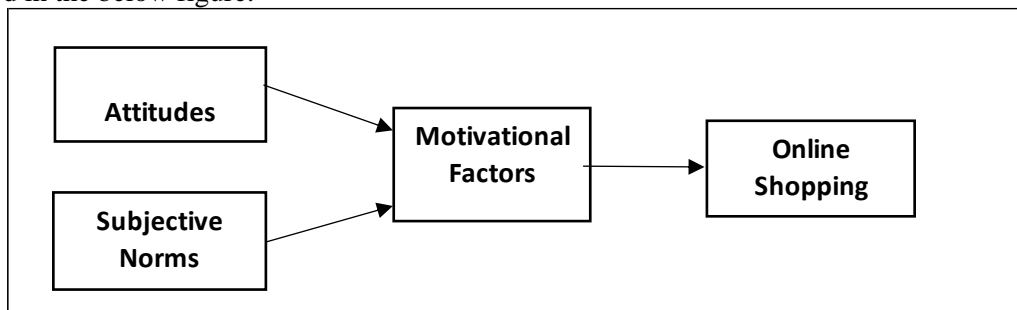 in the below figure.
Attitudes
Subjective
Norms
Motivational
Factors
Online
Shopping